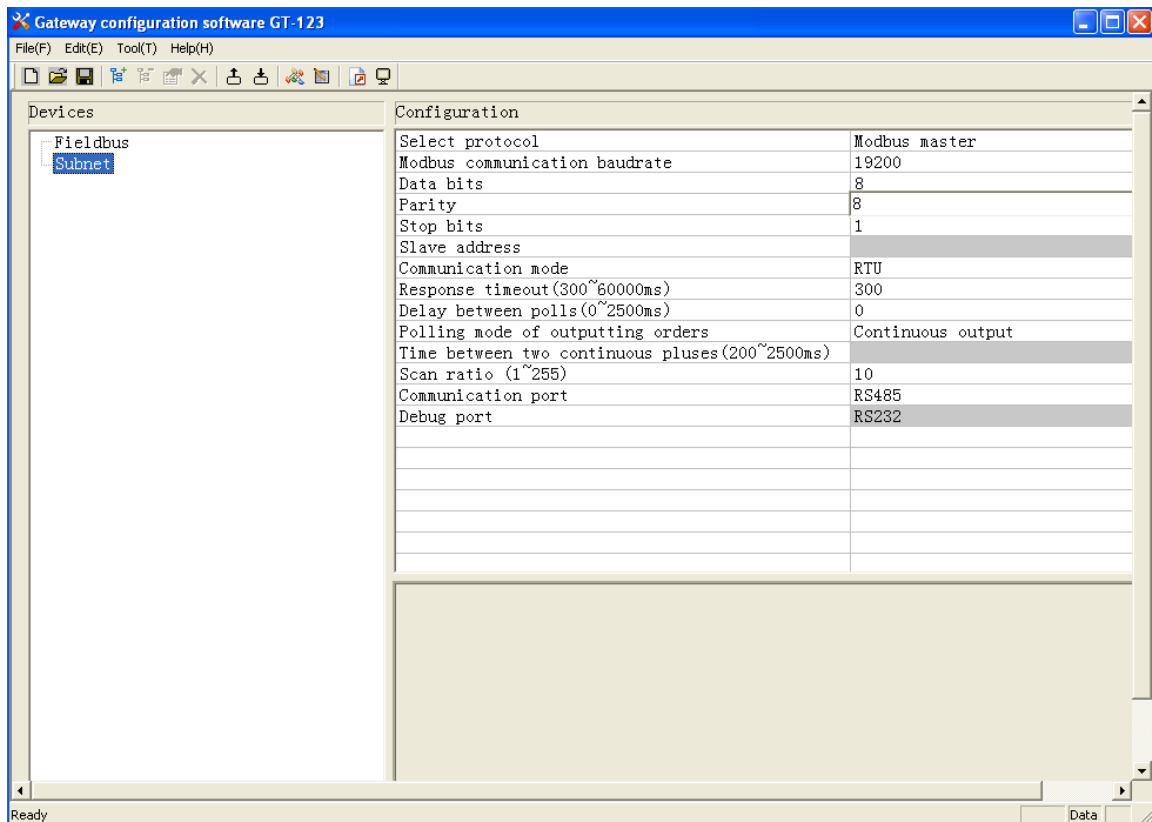 Gateway configuration software GT-123
File(F) Edit(E) Tool(T) Help(H)
Devices
Fieldbus
Subnet
Configuration
Select protocol Modbus master
Modbus communication baudrate 19200
Data bits 8
Parity 8
Stop bits 1
Slave address
Communication mode RTU
Response timeout(300~60000ms) 300
Delay between polls(0~2500ms) 0
Polling mode of outputting orders Continuous output
Time between two continuous pluses(200~2500ms)
Scan ratio (1~255) 10
Communication port RS485
Debug port RS232
Ready Data